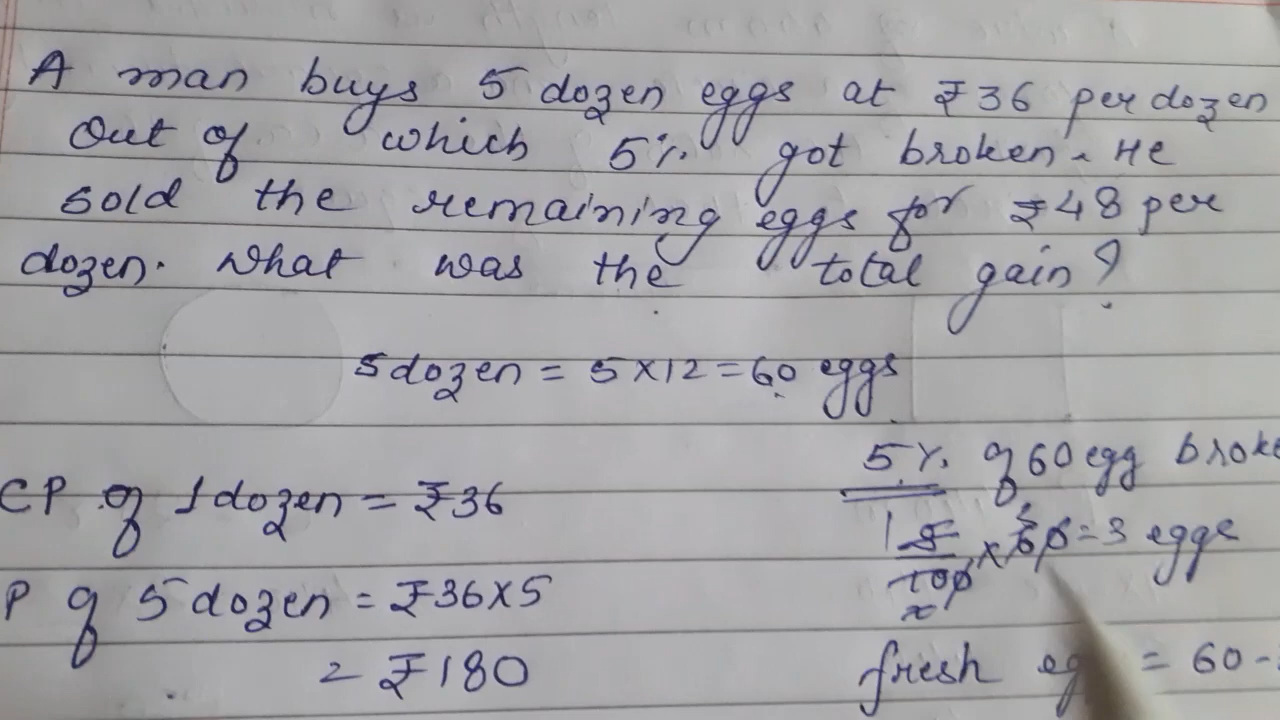 A man buys 5 dozen eggs at ₹36 per dozen
Out of which 5% got broken. He
sold the remaining eggs for ₹48 per
dozen. What was the total gain?
5 dozen = 5×12 = 60 eggs
CP of 1 dozen = ₹36
P of 5 dozen = ₹36×5
= ₹180
5% of 60 egg broke
5/100 × 60 = 3 eggs
fresh = 60 -